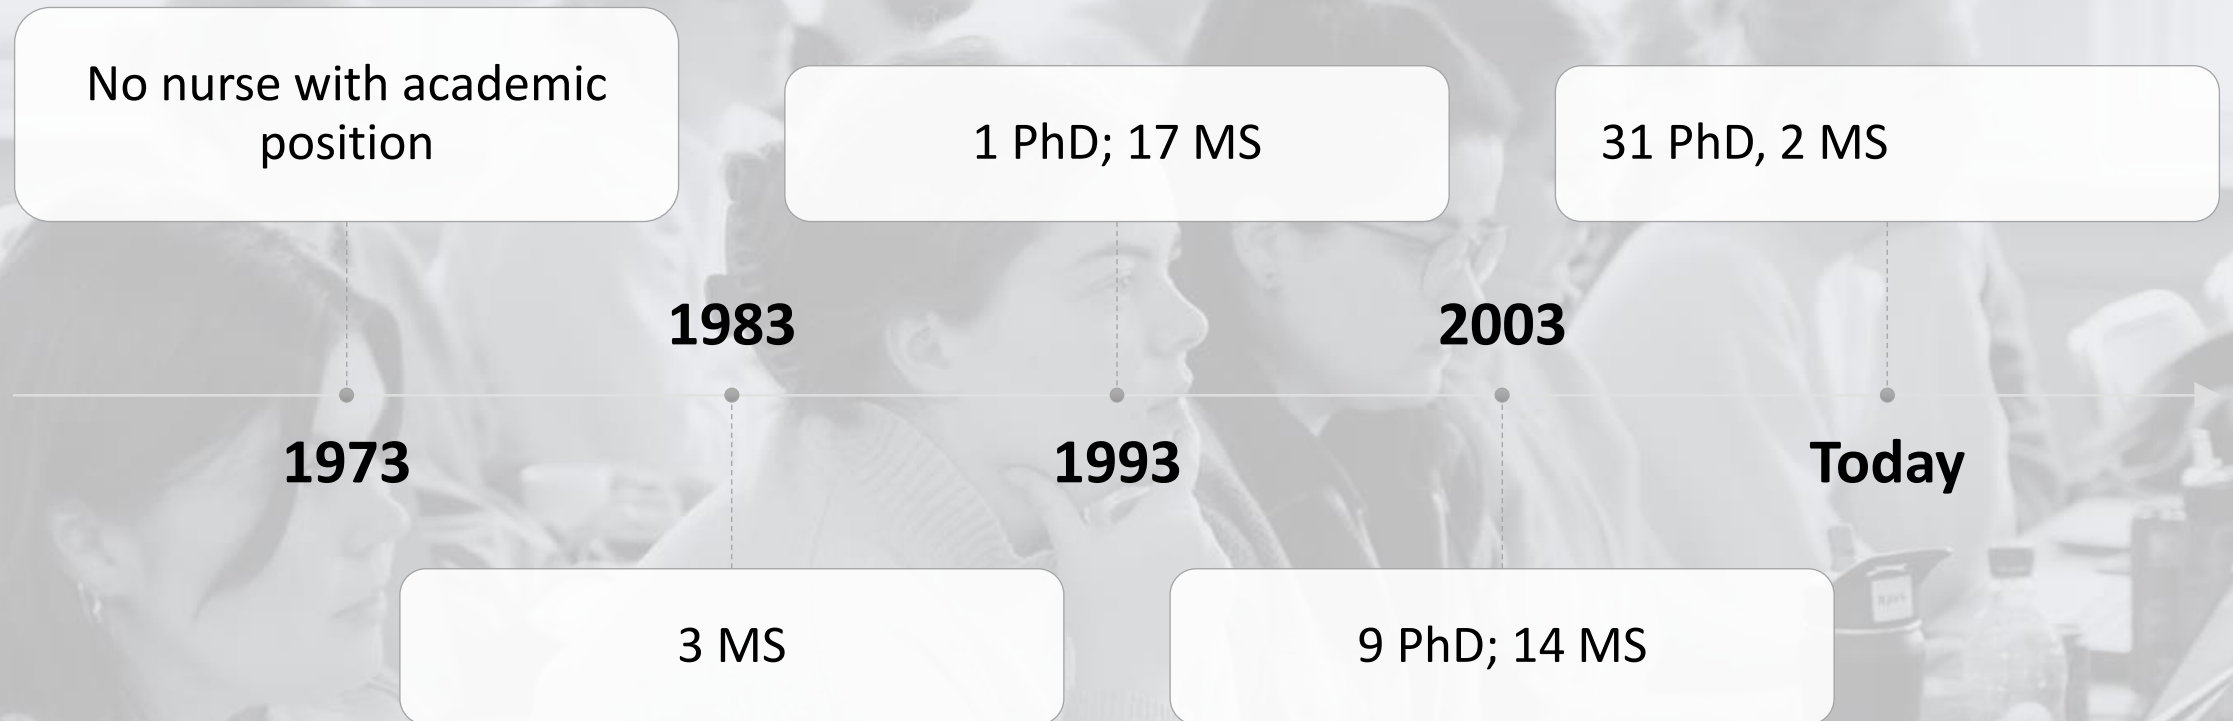 No nurse with academic
position
1973
1983
3 MS
1 PhD; 17 MS
1993
2003
9 PhD; 14 MS
31 PhD, 2 MS
Today